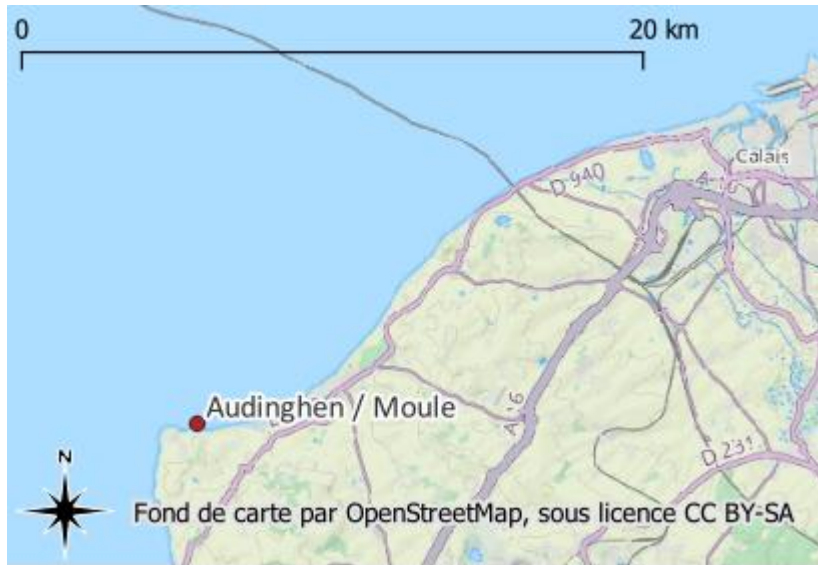 0 20 km
Calais
D 940
A 16
Audinghen / Moule
A 16
D 231
N
Fond de carte par OpenStreetMap, sous licence CC BY-SA